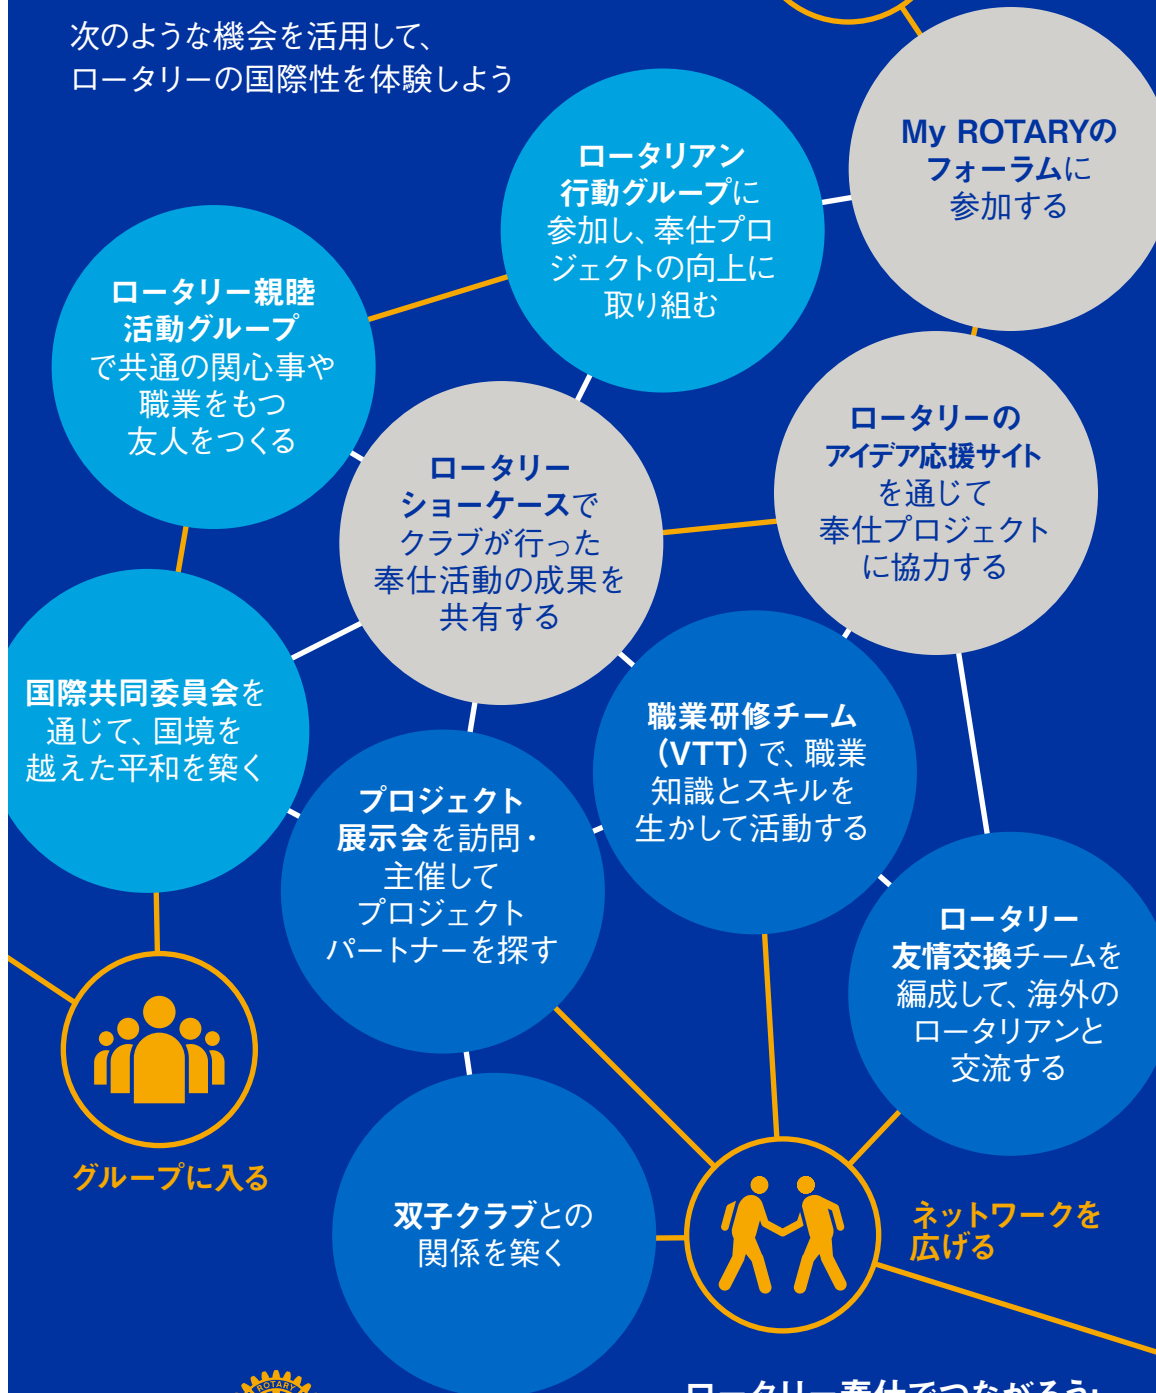 次のような機会を活用して、
ロータリーの国際性を体験しよう
My ROTARYの
フォーラムに
参加する
ロータリアン
行動グループに
参加し、奉仕プロ
ジェクトの向上に
取り組む
ロータリー親睦
活動グループ
で共通の関心事や
職業をもつ
友人をつくる
ロータリーの
アイデア応援サイト
を通じて
奉仕プロジェクト
に協力する
ロータリー
ショーケースで
クラブが行った
奉仕活動の成果を
共有する
国際共同委員会を
通じて、国境を
越えた平和を築く
職業研修チーム
（VTT）で、職業
知識とスキルを
生かして活動する
プロジェクト
展示会を訪問・
主催して
プロジェクト
パートナーを探す
ロータリー
友情交換チームを
編成して、海外の
ロータリアンと
交流する
グループに入る
双子クラブとの
関係を築く
ネットワークを
広げる
ROTARY
ロータリー奉仕でつながろう: